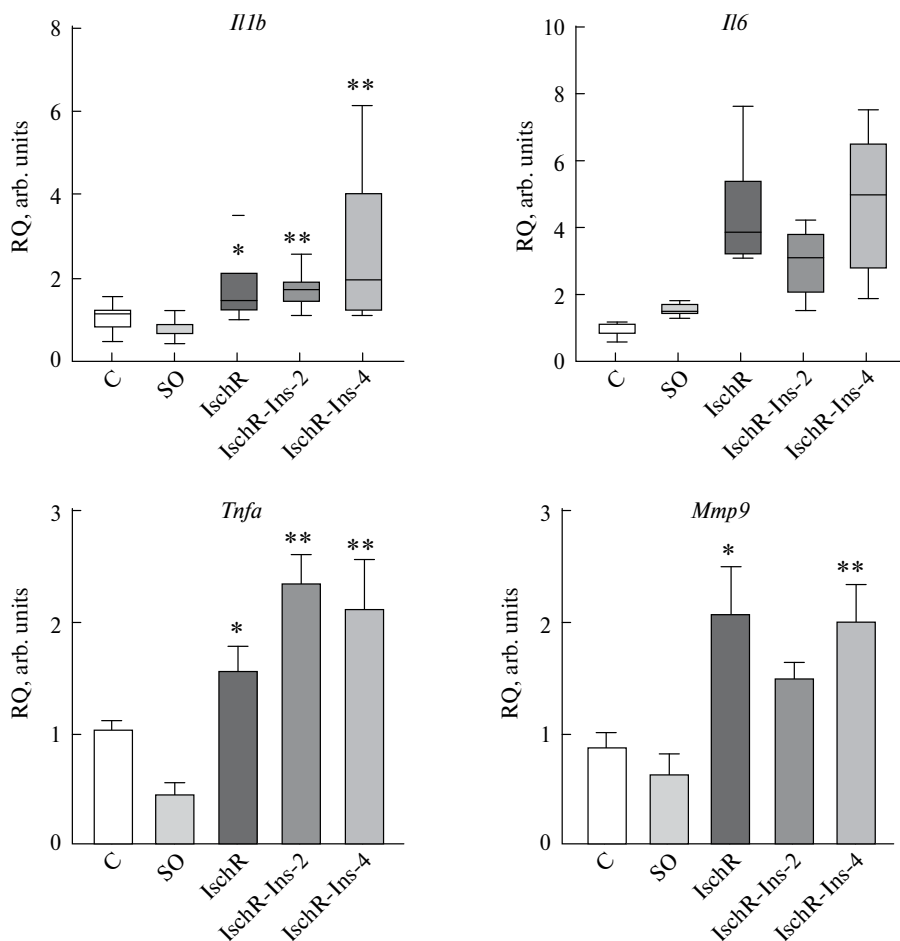 Il1b
8
6
4
2
0
RQ, arb. units
**
*
**
C
SO
IschR
IschR-Ins-2
IschR-Ins-4
Il6
10
8
6
4
2
0
RQ, arb. units
C
SO
IschR
IschR-Ins-2
IschR-Ins-4
Tnfa
3
2
1
0
RQ, arb. units
*
**
**
C
SO
IschR
IschR-Ins-2
IschR-Ins-4
Mmp9
3
2
1
0
RQ, arb. units
*
**
C
SO
IschR
IschR-Ins-2
IschR-Ins-4